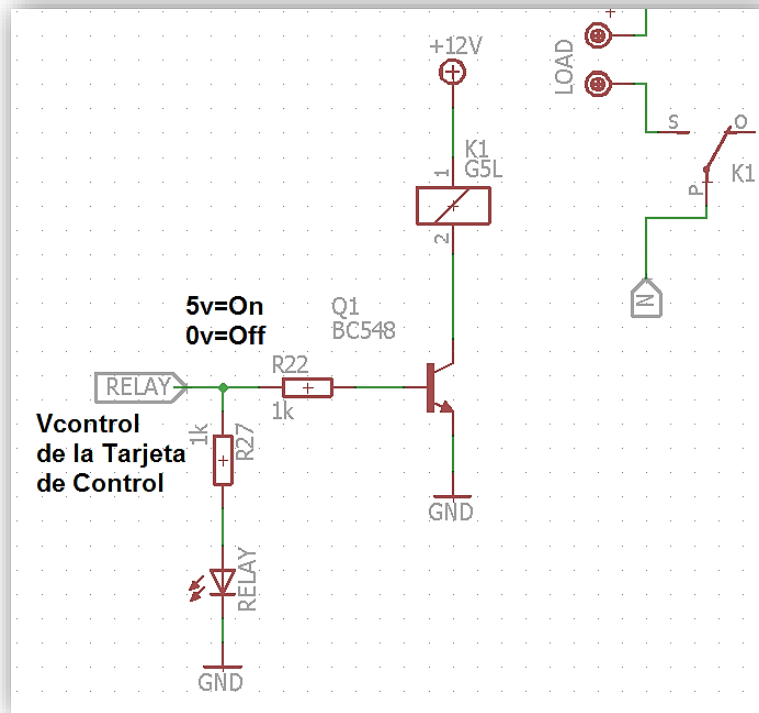 +12V
LOAD
S
O
K1
P
N
1
K1
G5L
2
5v=On
0v=Off
Q1
BC548
R22
1k
RELAY
Vcontrol
de la Tarjeta
de Control
1k
R27
GND
RELAY
GND